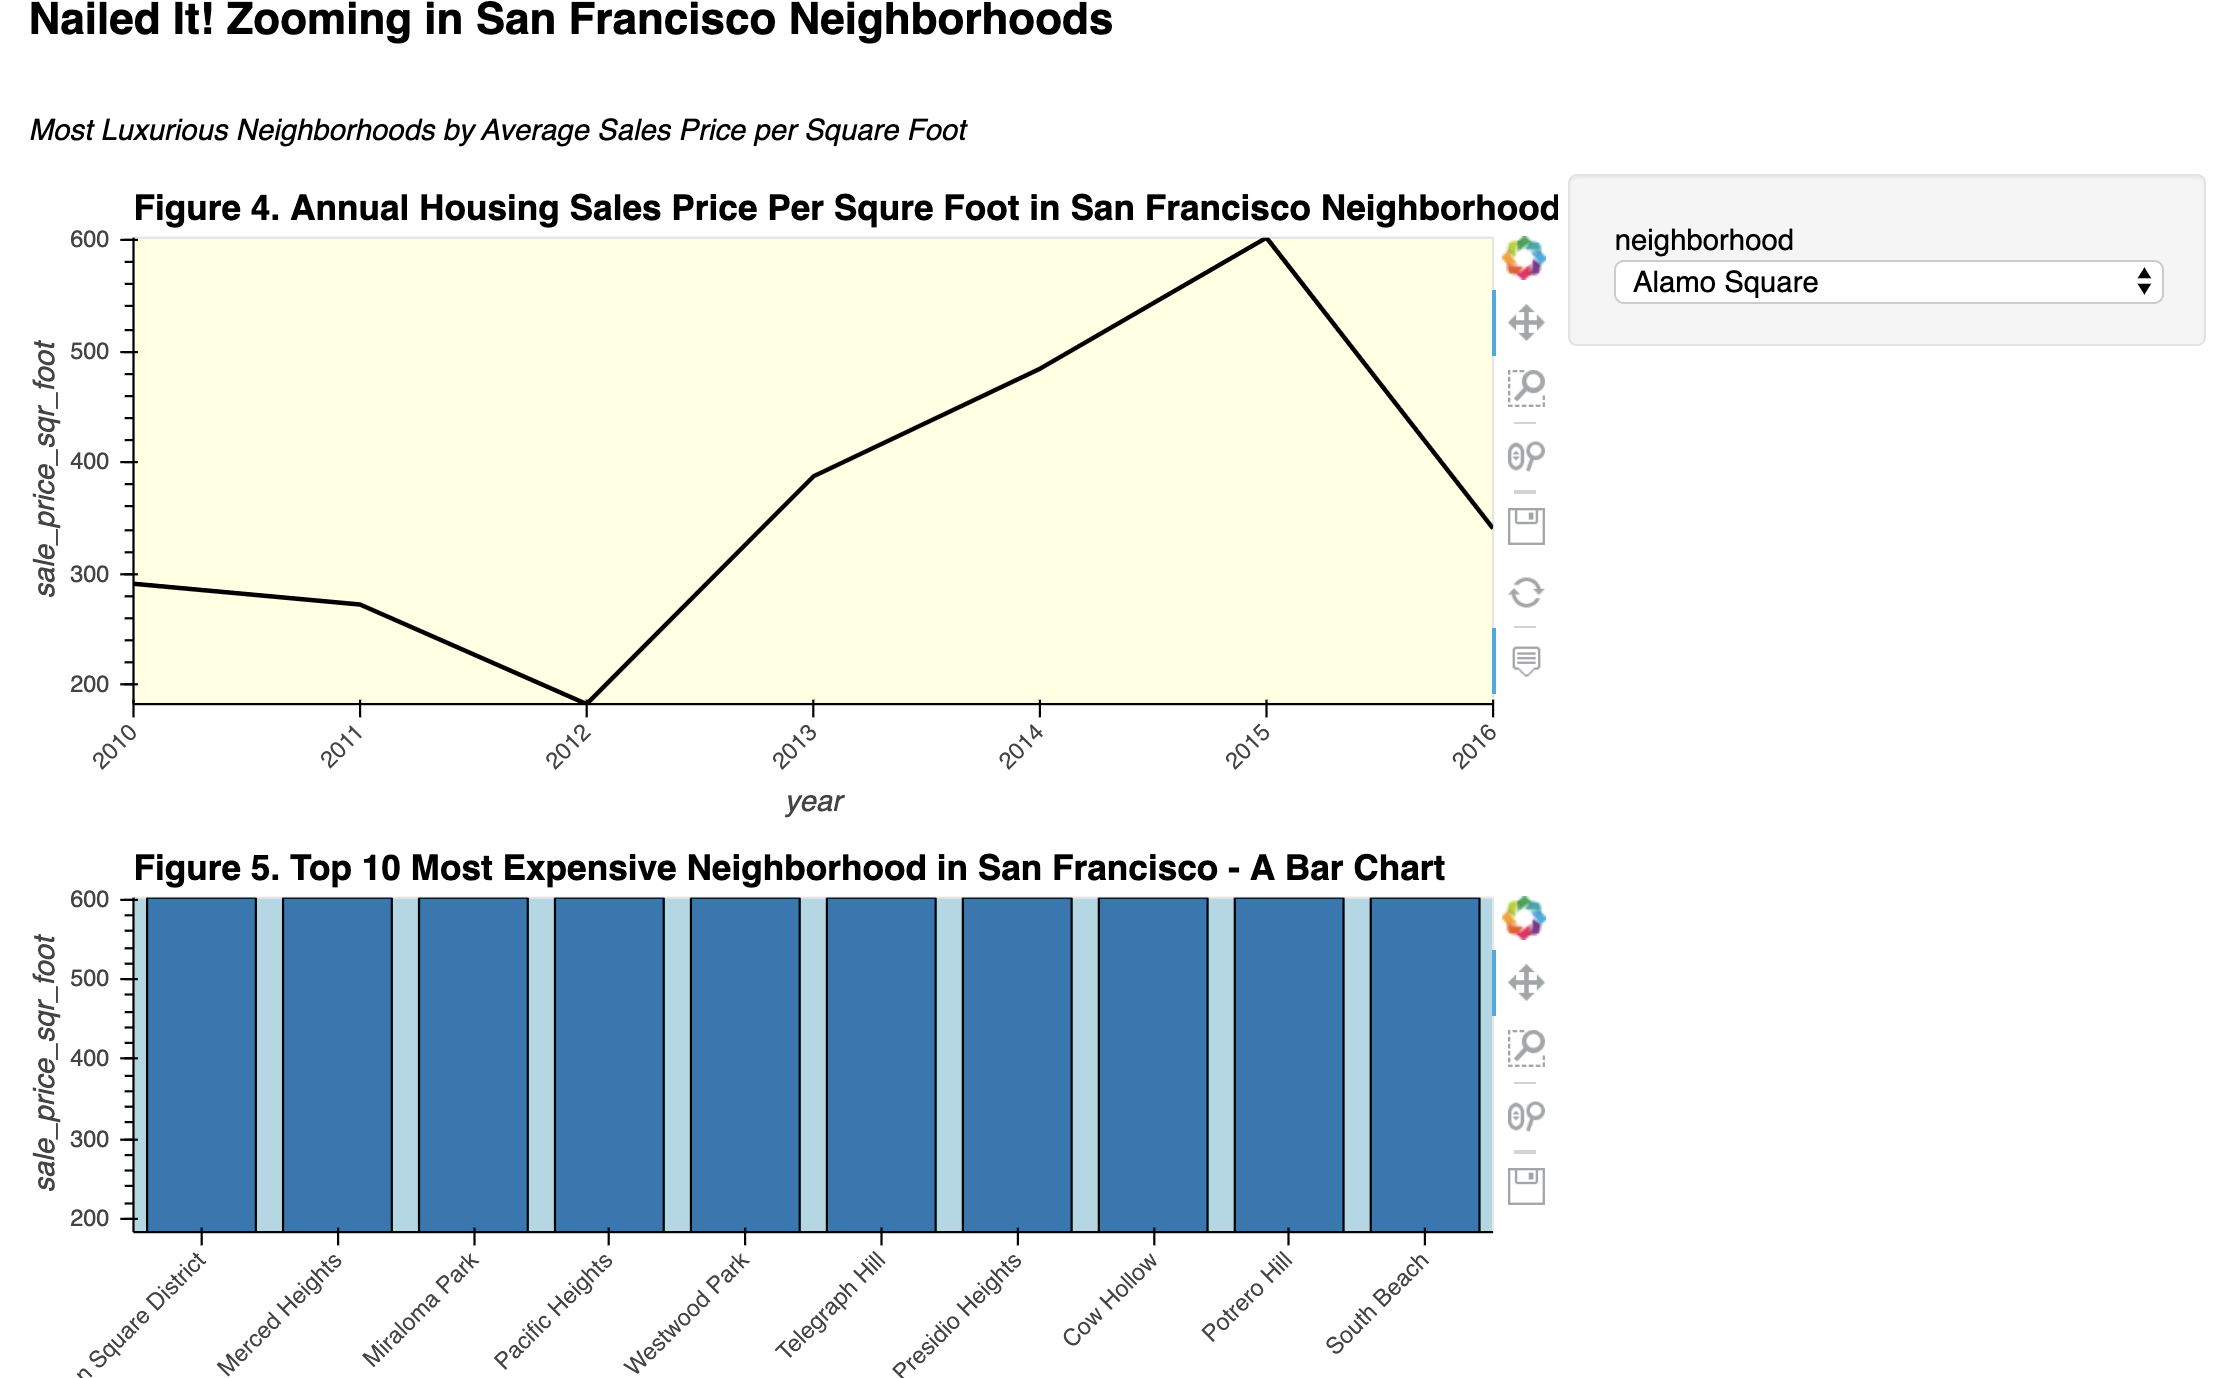 Nailed It! Zooming in San Francisco Neighborhoods
Most Luxurious Neighborhoods by Average Sales Price per Square Foot
Figure 4. Annual Housing Sales Price Per Squre Foot in San Francisco Neighborhood
neighborhood
Alamo Square
sale_price_sqr_foot
600
500
400
300
200
2010
2011
2012
2013
2014
2015
2016
year
Figure 5. Top 10 Most Expensive Neighborhood in San Francisco - A Bar Chart
sale_price_sqr_foot
600
500
400
300
200
n Square District
Merced Heights
Miraloma Park
Pacific Heights
Westwood Park
Telegraph Hill
Presidio Heights
Cow Hollow
Potrero Hill
South Beach